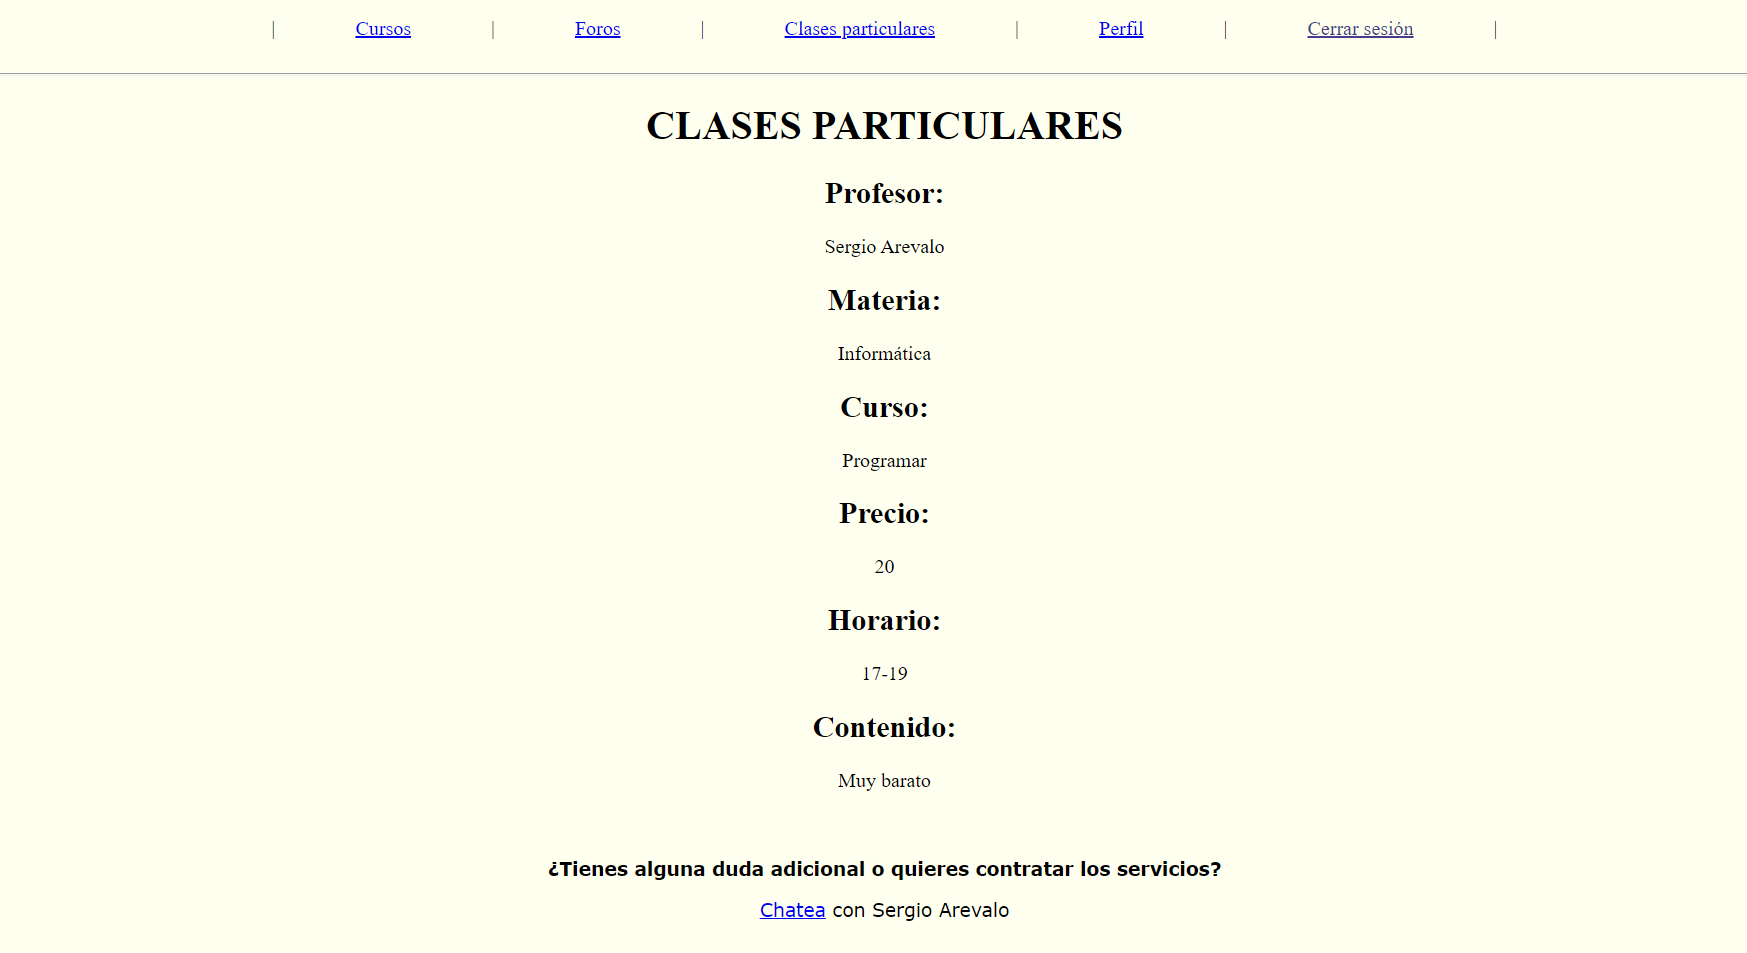 | Cursos | Foros | Clases particulares | Perfil | Cerrar sesión |
CLASES PARTICULARES
Profesor:
Sergio Arevalo
Materia:
Informática
Curso:
Programar
Precio:
20
Horario:
17-19
Contenido:
Muy barato
¿Tienes alguna duda adicional o quieres contratar los servicios?
Chatea con Sergio Arevalo